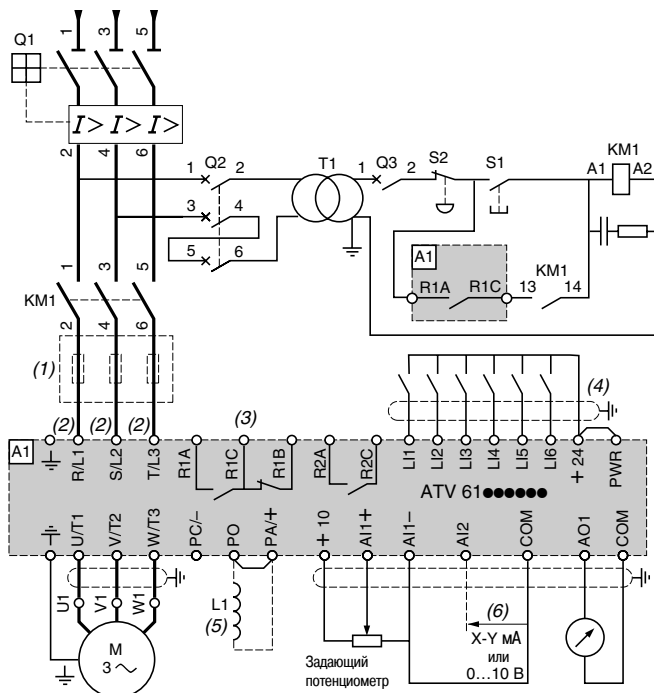 Q1
1 3 5
I> I> I>
2 4 6
1 Q2 2
3 4
5 6
T1
1 Q3 2
S2
S1
KM1
A1 A2
A1
R1A R1C
13 KM1 14
1 3 5
KM1
2 4 6
(1)
(2) (2) (2)
(3)
(4)
A1
R/L1 S/L2 T/L3 R1A R1C R1B R2A R2C LI1 LI2 LI3 LI4 LI5 LI6 + 24 PWR
ATV 61●●●●●●
U/T1 V/T2 W/T3 PC/– PO PA/+ + 10 AI1+ AI1– AI2 COM AO1 COM
U1 V1 W1
M
3 ~
L1
(5)
Задающий
потенциометр
(6)
X-Y мА
или
0…10 В